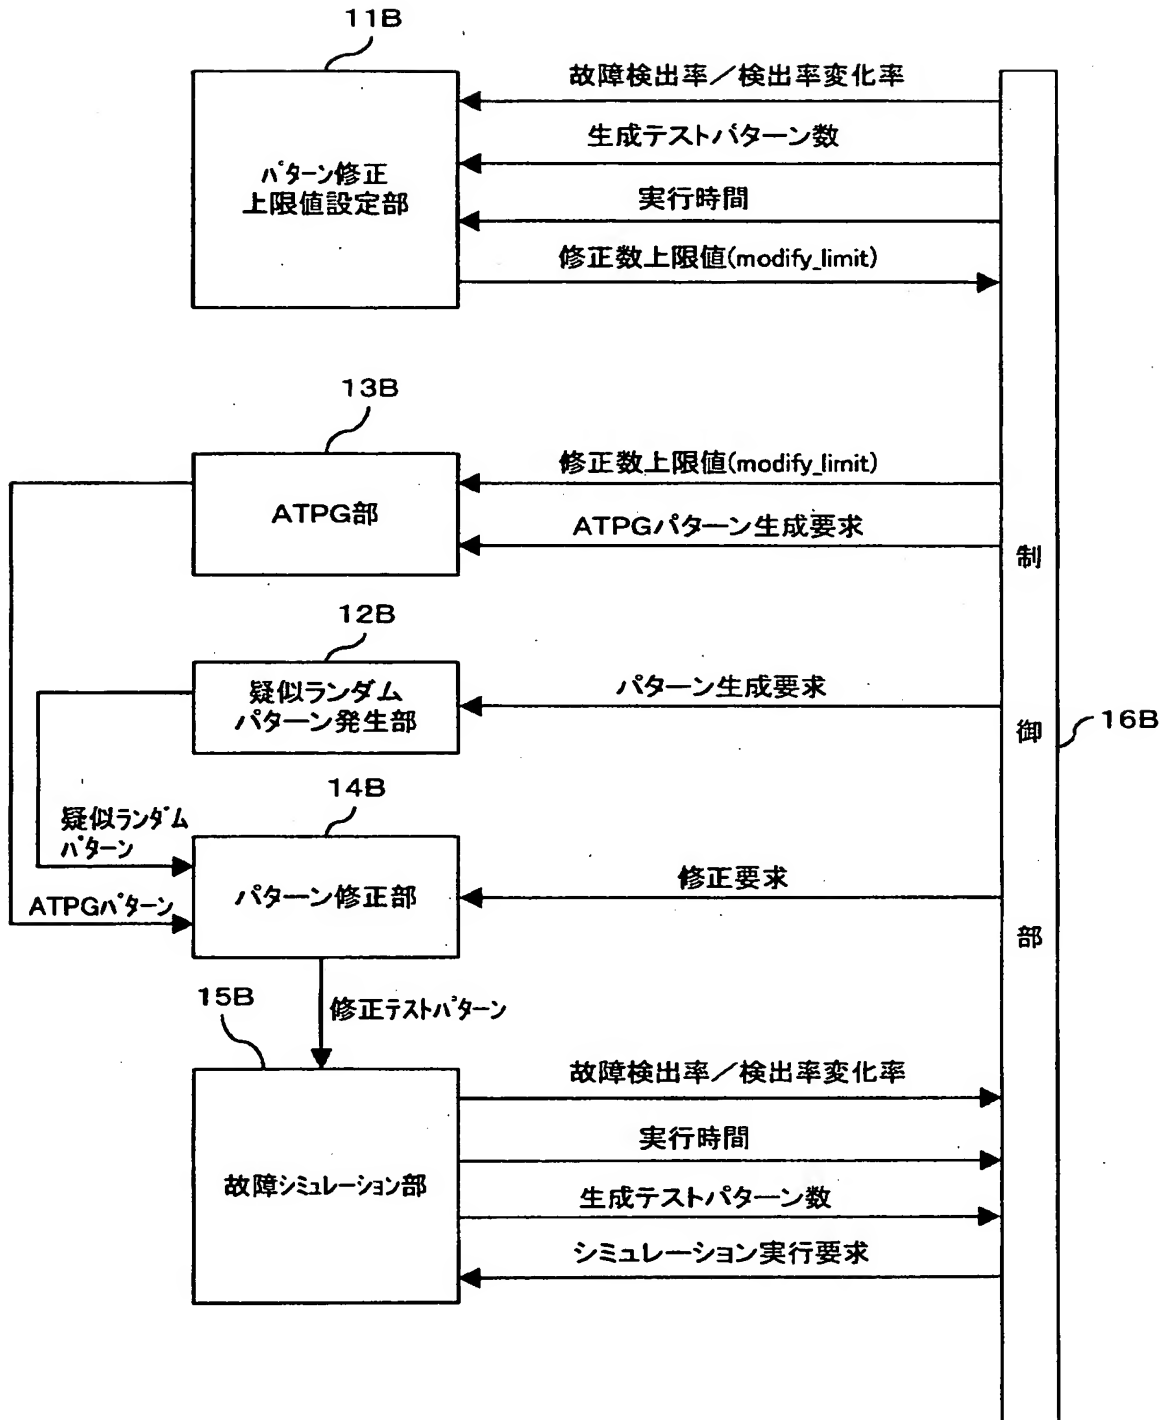 11B
故障検出率／検出率変化率
生成テストパターン数
パターン修正
上限値設定部
実行時間
修正数上限値(modify_limit)
13B
修正数上限値(modify_limit)
ATPG部
ATPGパターン生成要求
制
12B
疑似ランダム
パターン発生部
パターン生成要求
御
16B
14B
疑似ランダム
パターン
修正要求
パターン修正部
ATPGパターン
部
15B
修正テストパターン
故障検出率／検出率変化率
実行時間
故障シミュレーション部
生成テストパターン数
シミュレーション実行要求